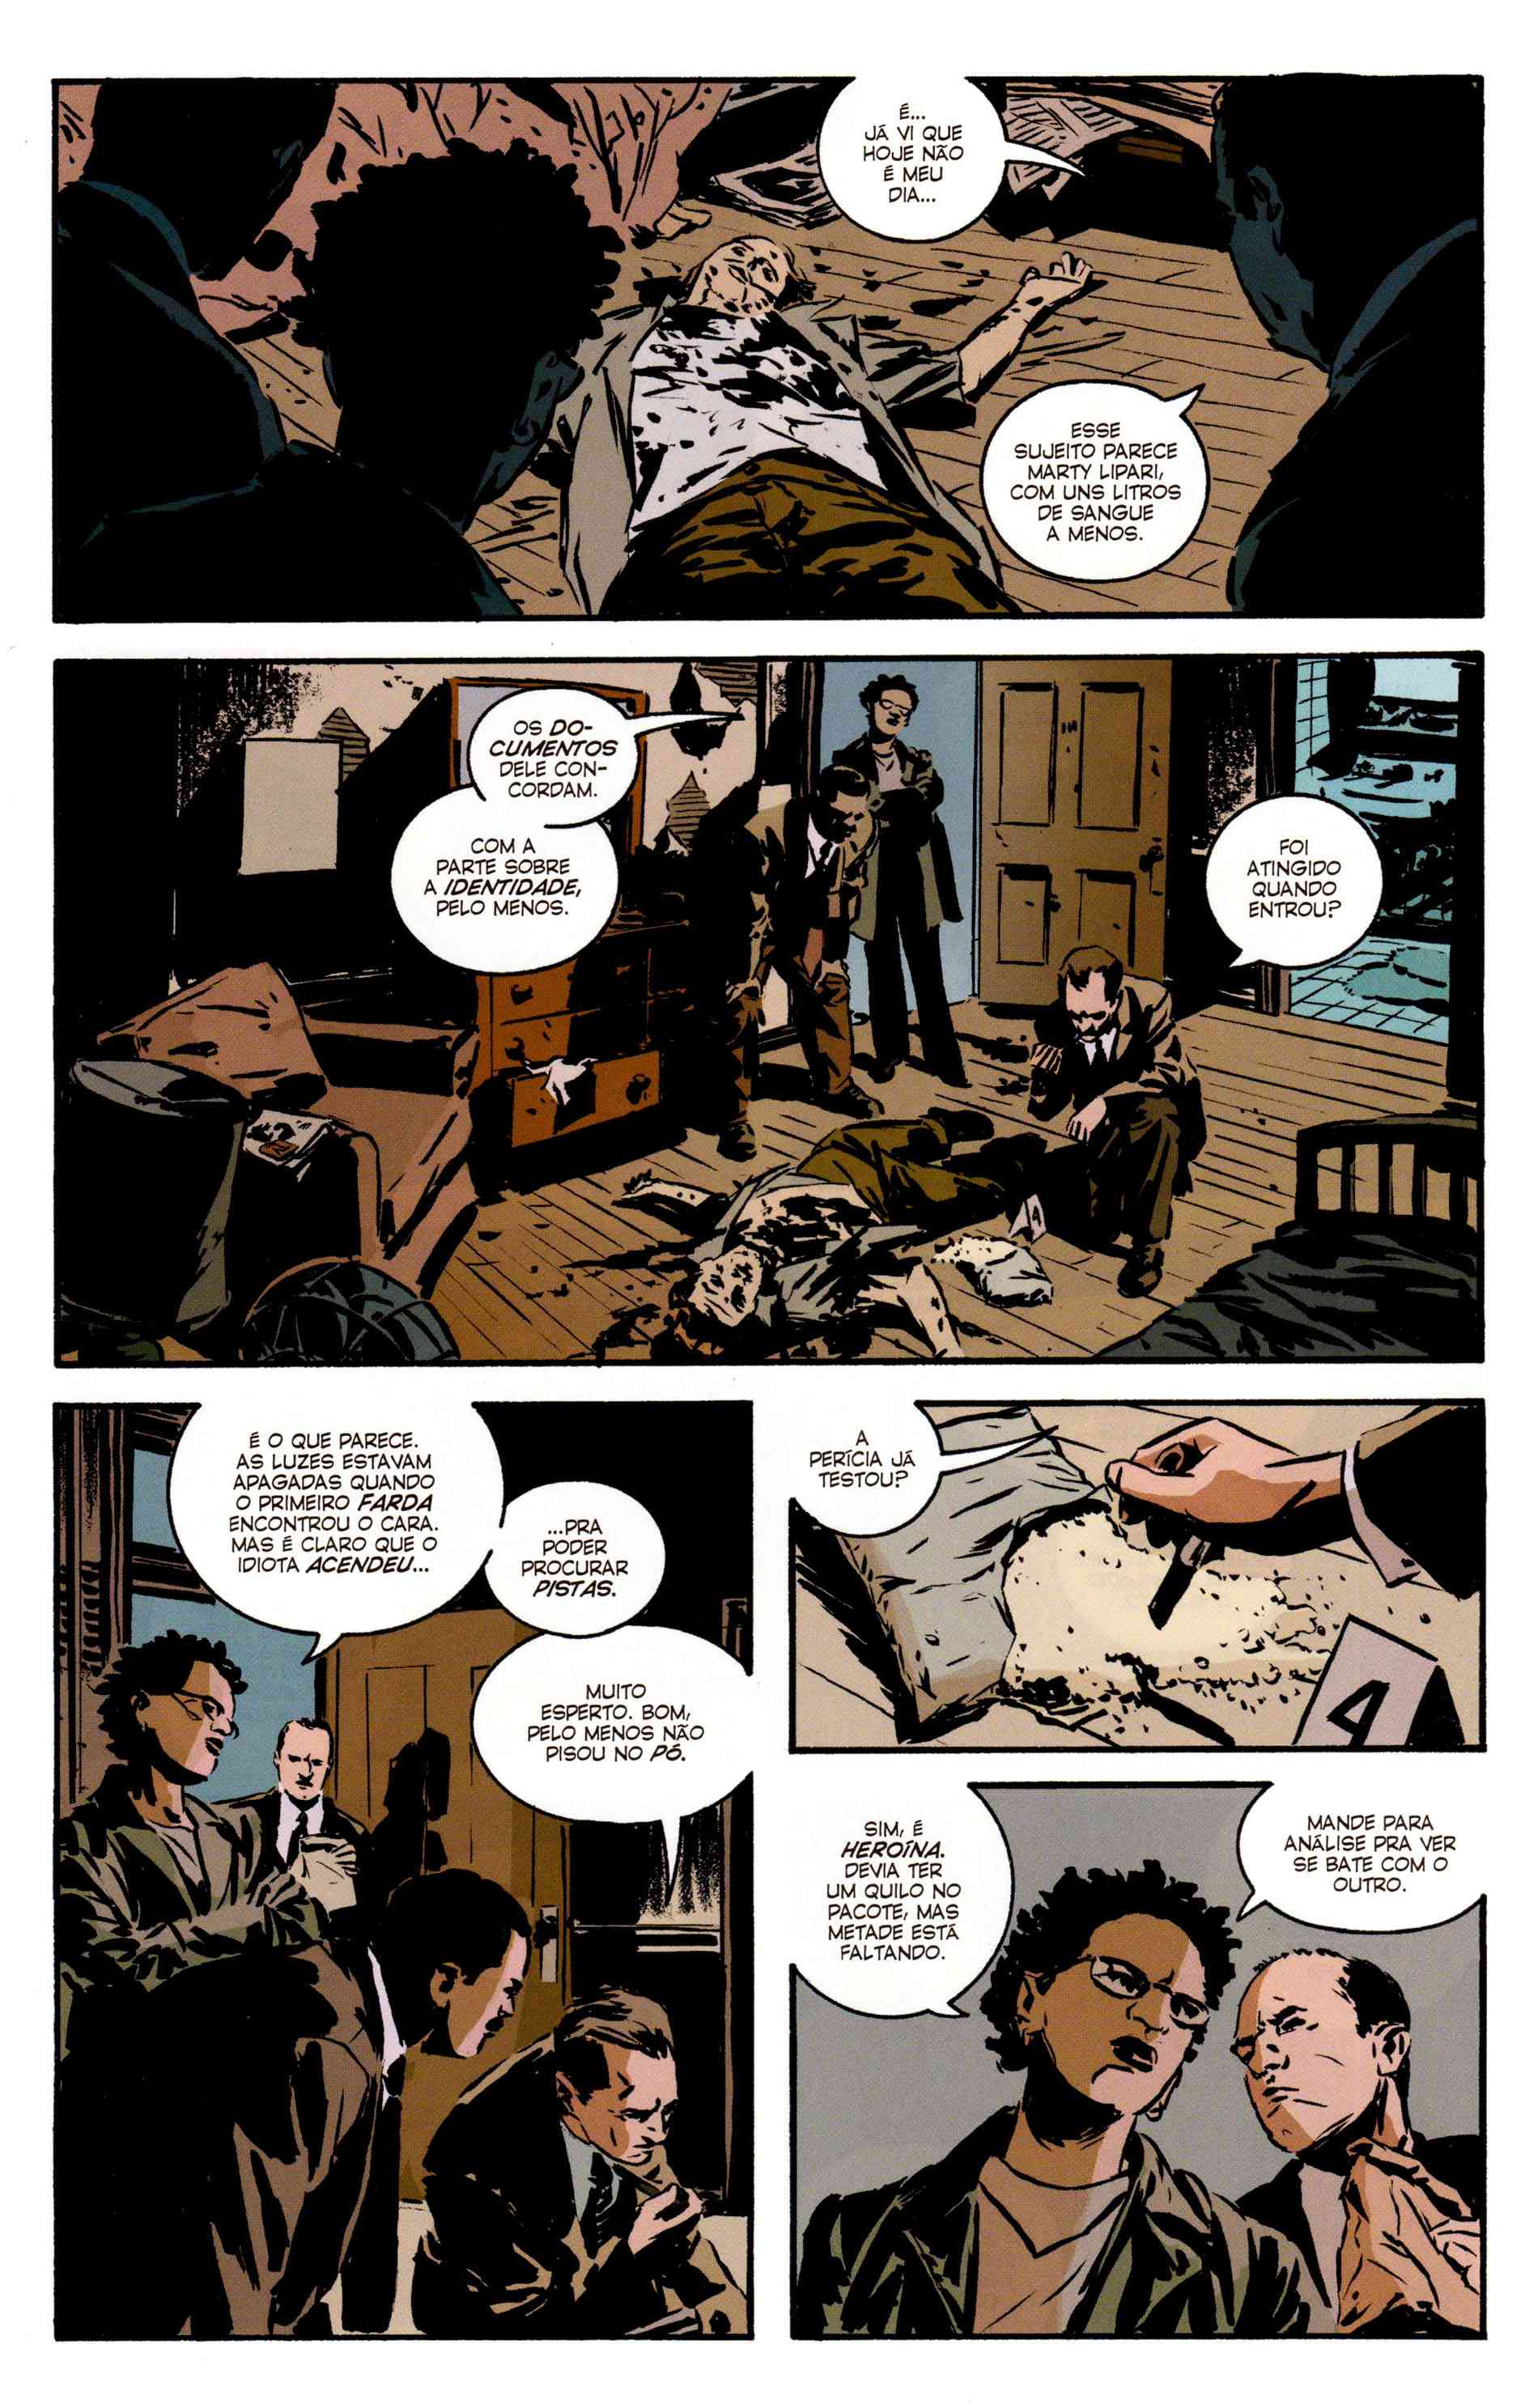 É...
JÁ VI QUE
HOJE NÃO
É MEU
DIA...
ESSE
SUJEITO PARECE
MARTY LIPARI,
COM UNS LITROS
DE SANGUE
A MENOS.
OS DO-
CUMENTOS
DELE CON-
CORDAM.
COM A
PARTE SOBRE
A IDENTIDADE,
PELO MENOS.
FOI
ATINGIDO
QUANDO
ENTROU?
4
É O QUE PARECE.
AS LUZES ESTAVAM
APAGADAS QUANDO
O PRIMEIRO FARDA
ENCONTROU O CARA.
MAS É CLARO QUE O
IDIOTA ACENDEU...
...PRA
PODER
PROCURAR
PISTAS.
MUITO
ESPERTO. BOM,
PELO MENOS NÃO
PISOU NO PÓ.
A
PERÍCIA JÁ
TESTOU?
4
SIM, É
HEROÍNA.
DEVIA TER
UM QUILO NO
PACOTE, MAS
METADE ESTÁ
FALTANDO.
MANDE PARA
ANÁLISE PRA VER
SE BATE COM O
OUTRO.